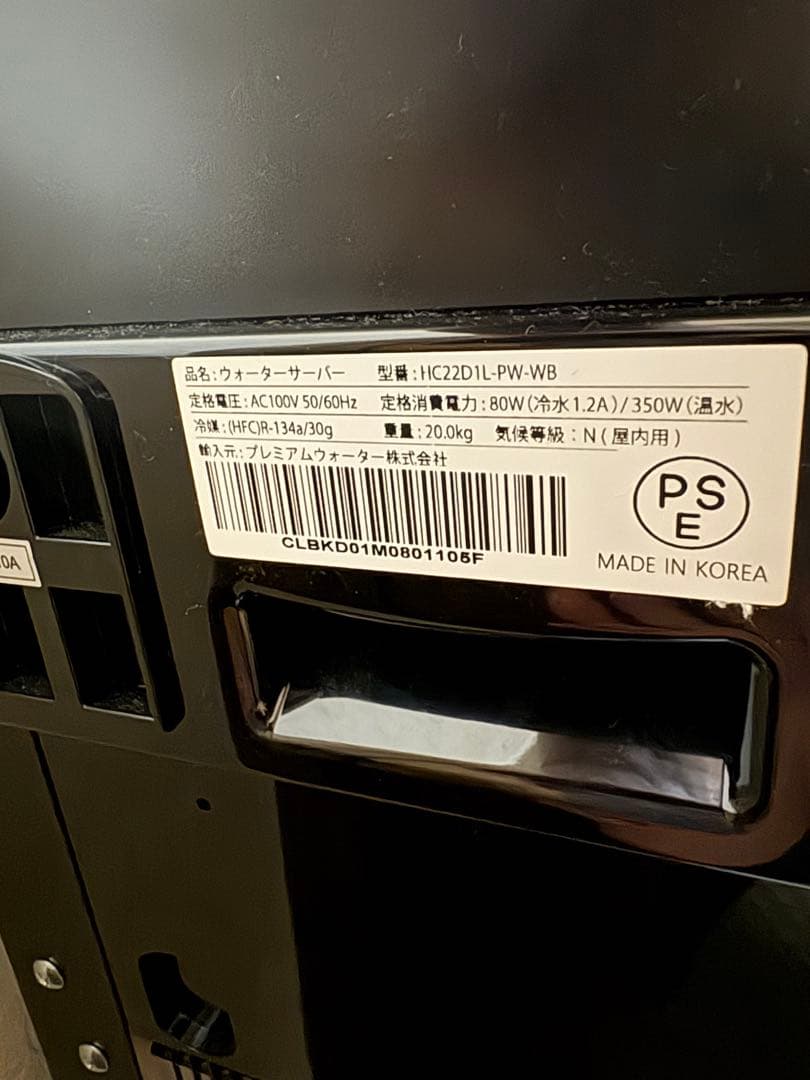 品名:ウォーターサーバー 型番:HC22D1L-PW-WB
定格電圧:AC100V 50/60Hz 定格消費電力:80W(冷水1.2A)/350W(温水)
冷媒:(HFC)R-134a/30g 重量:20.0kg 気候等級:N(屋内用)
輸入元:プレミアムウォーター株式会社
PS
E
CLBKD01M0801105F
MADE IN KOREA
0A